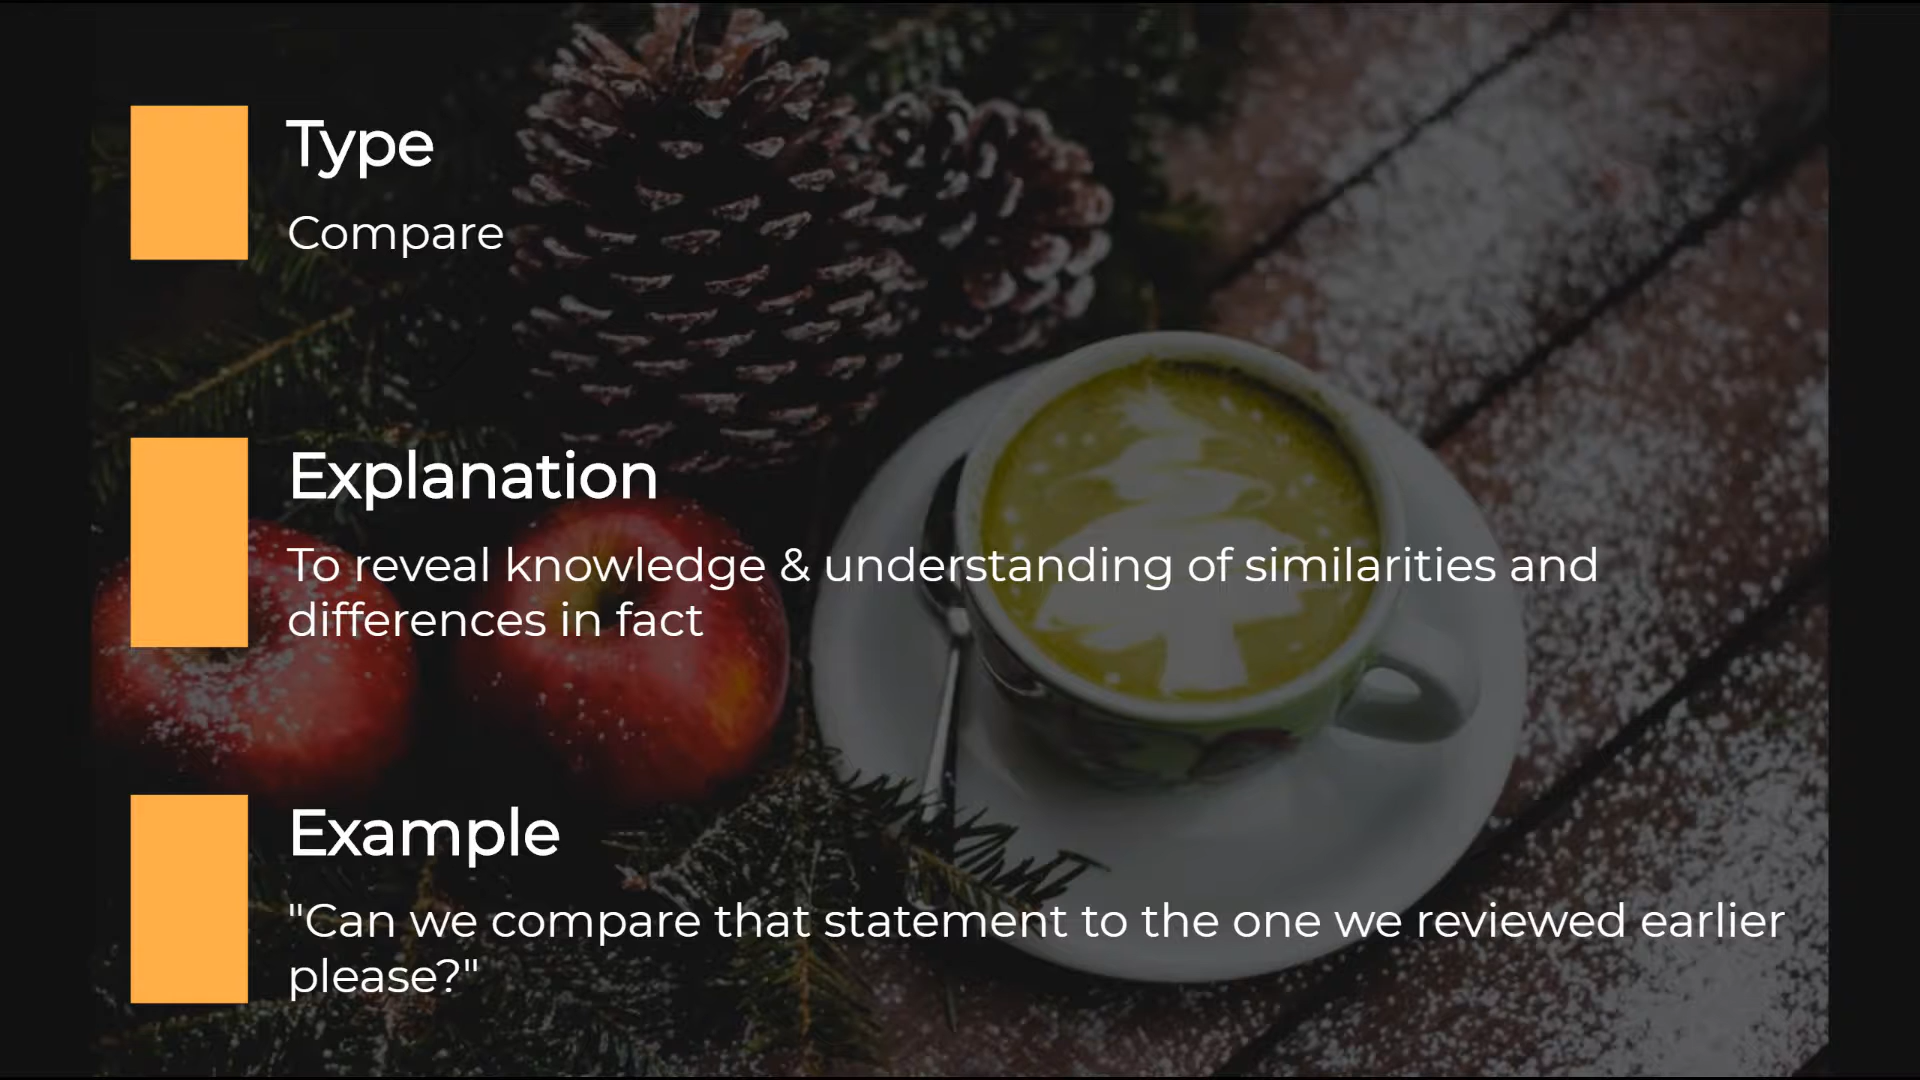 Type
Compare
Explanation
To reveal knowledge & understanding of similarities and
differences in fact
Example
"Can we compare that statement to the one we reviewed earlier
please?"